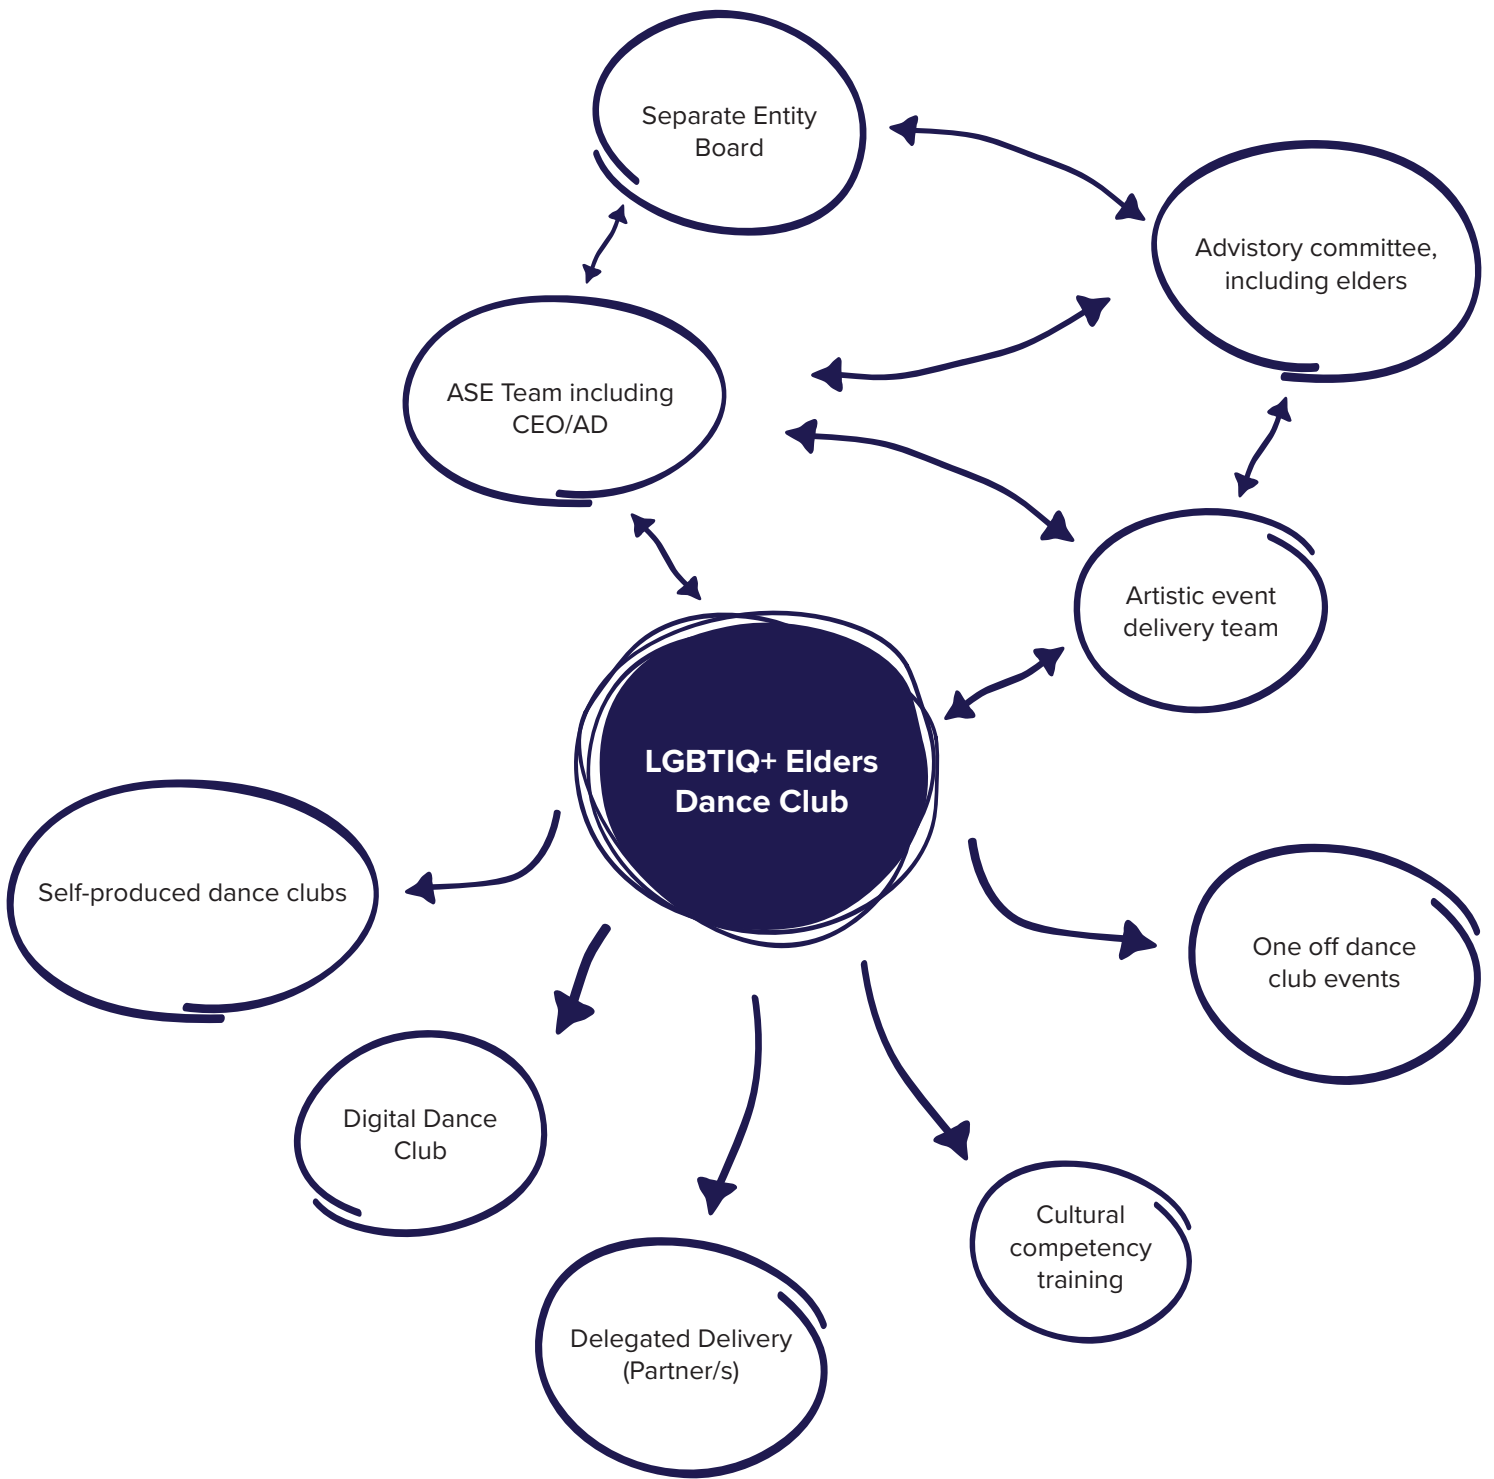 Separate Entity
Board
Advistory committee,
including elders
ASE Team including
CEO/AD
Artistic event
delivery team
LGBTIQ+ Elders
Dance Club
Self-produced dance clubs
One off dance
club events
Digital Dance
Club
Cultural
competency
training
Delegated Delivery
(Partner/s)